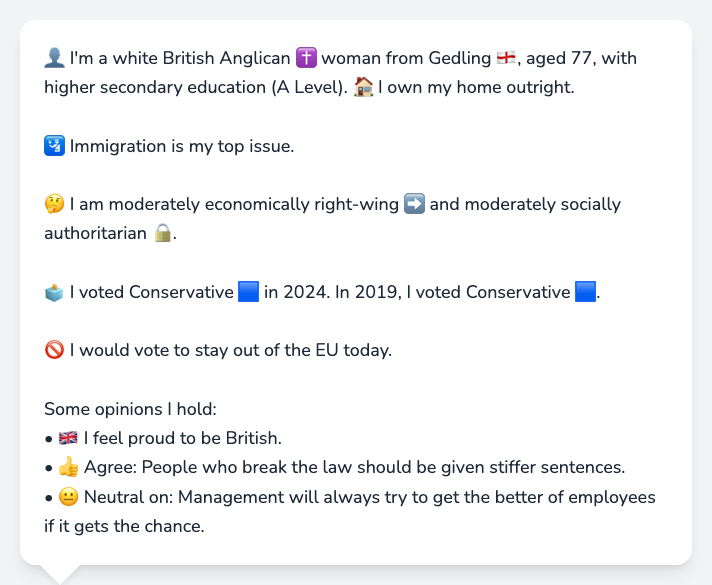 👤 I'm a white British Anglican ✝️ woman from Gedling 🏴󠁧󠁢󠁥󠁮󠁧󠁿, aged 77, with
higher secondary education (A Level). 🏠 I own my home outright.
🛂 Immigration is my top issue.
🤔 I am moderately economically right-wing ➡️ and moderately socially
authoritarian 🔒.
🗳️ I voted Conservative 🟦 in 2024. In 2019, I voted Conservative 🟦.
🚫 I would vote to stay out of the EU today.
Some opinions I hold:
• 🇬🇧 I feel proud to be British.
• 👍 Agree: People who break the law should be given stiffer sentences.
• 😐 Neutral on: Management will always try to get the better of employees
if it gets the chance.